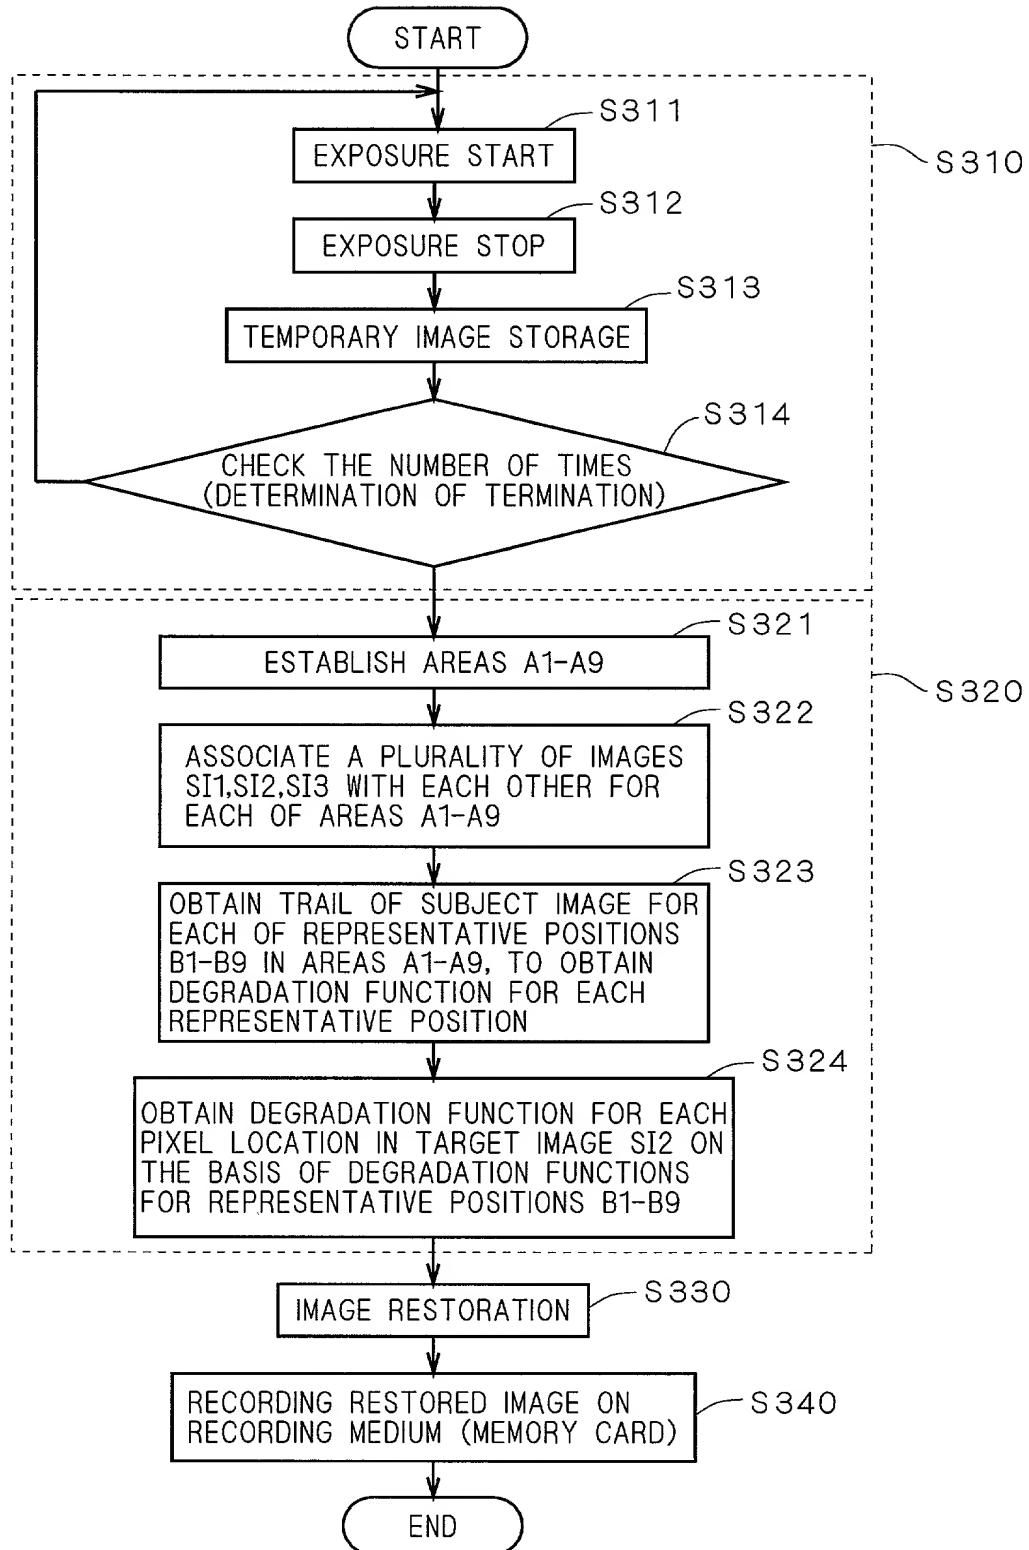 START
S311
EXPOSURE START
S310
S312
EXPOSURE STOP
S313
TEMPORARY IMAGE STORAGE
S314
CHECK THE NUMBER OF TIMES
(DETERMINATION OF TERMINATION)
S321
ESTABLISH AREAS A1-A9
S320
S322
ASSOCIATE A PLURALITY OF IMAGES
SI1,SI2,SI3 WITH EACH OTHER FOR
EACH OF AREAS A1-A9
S323
OBTAIN TRAIL OF SUBJECT IMAGE FOR
EACH OF REPRESENTATIVE POSITIONS
B1-B9 IN AREAS A1-A9, TO OBTAIN
DEGRADATION FUNCTION FOR EACH
REPRESENTATIVE POSITION
S324
OBTAIN DEGRADATION FUNCTION FOR EACH
PIXEL LOCATION IN TARGET IMAGE SI2 ON
THE BASIS OF DEGRADATION FUNCTIONS
FOR REPRESENTATIVE POSITIONS B1-B9
S330
IMAGE RESTORATION
S340
RECORDING RESTORED IMAGE ON
RECORDING MEDIUM (MEMORY CARD)
END